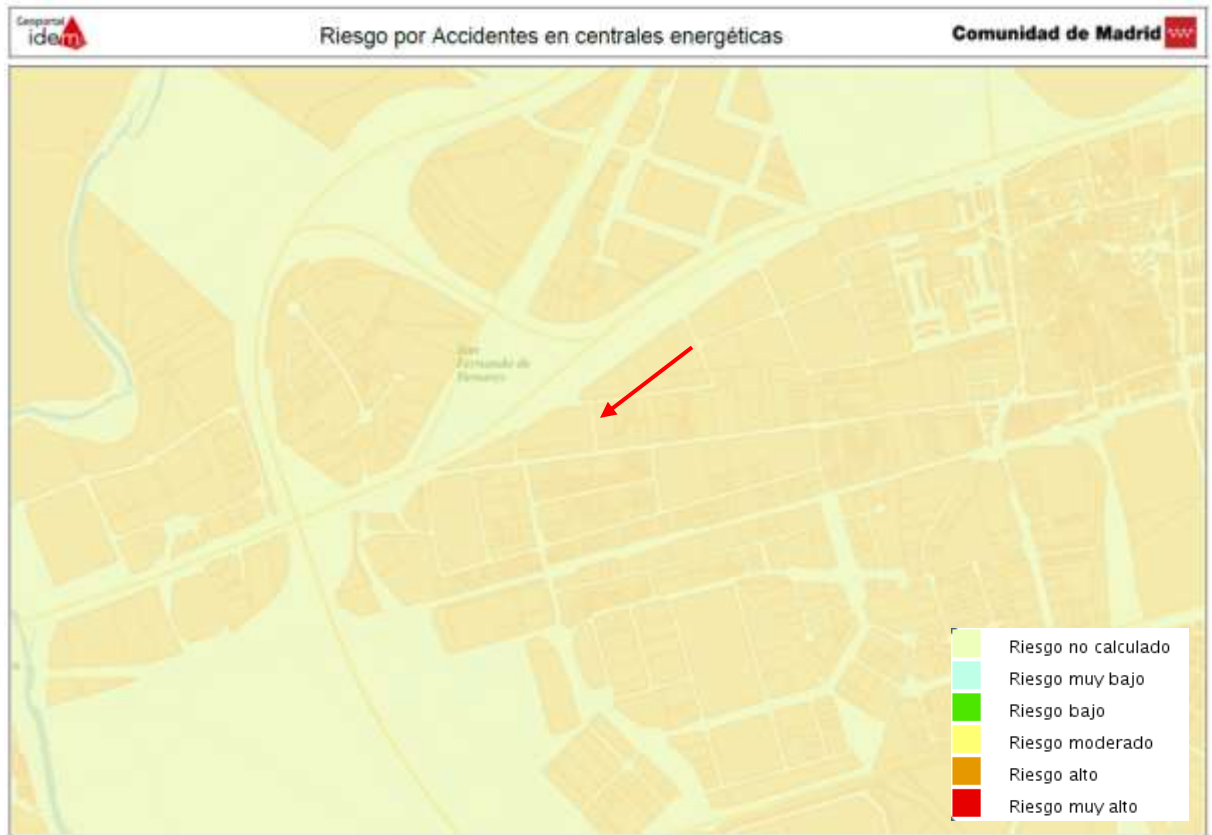 Geoportal
idem
Riesgo por Accidentes en centrales energéticas
Comunidad de Madrid
San
Fernando de
Henares
Riesgo no calculado
Riesgo muy bajo
Riesgo bajo
Riesgo moderado
Riesgo alto
Riesgo muy alto